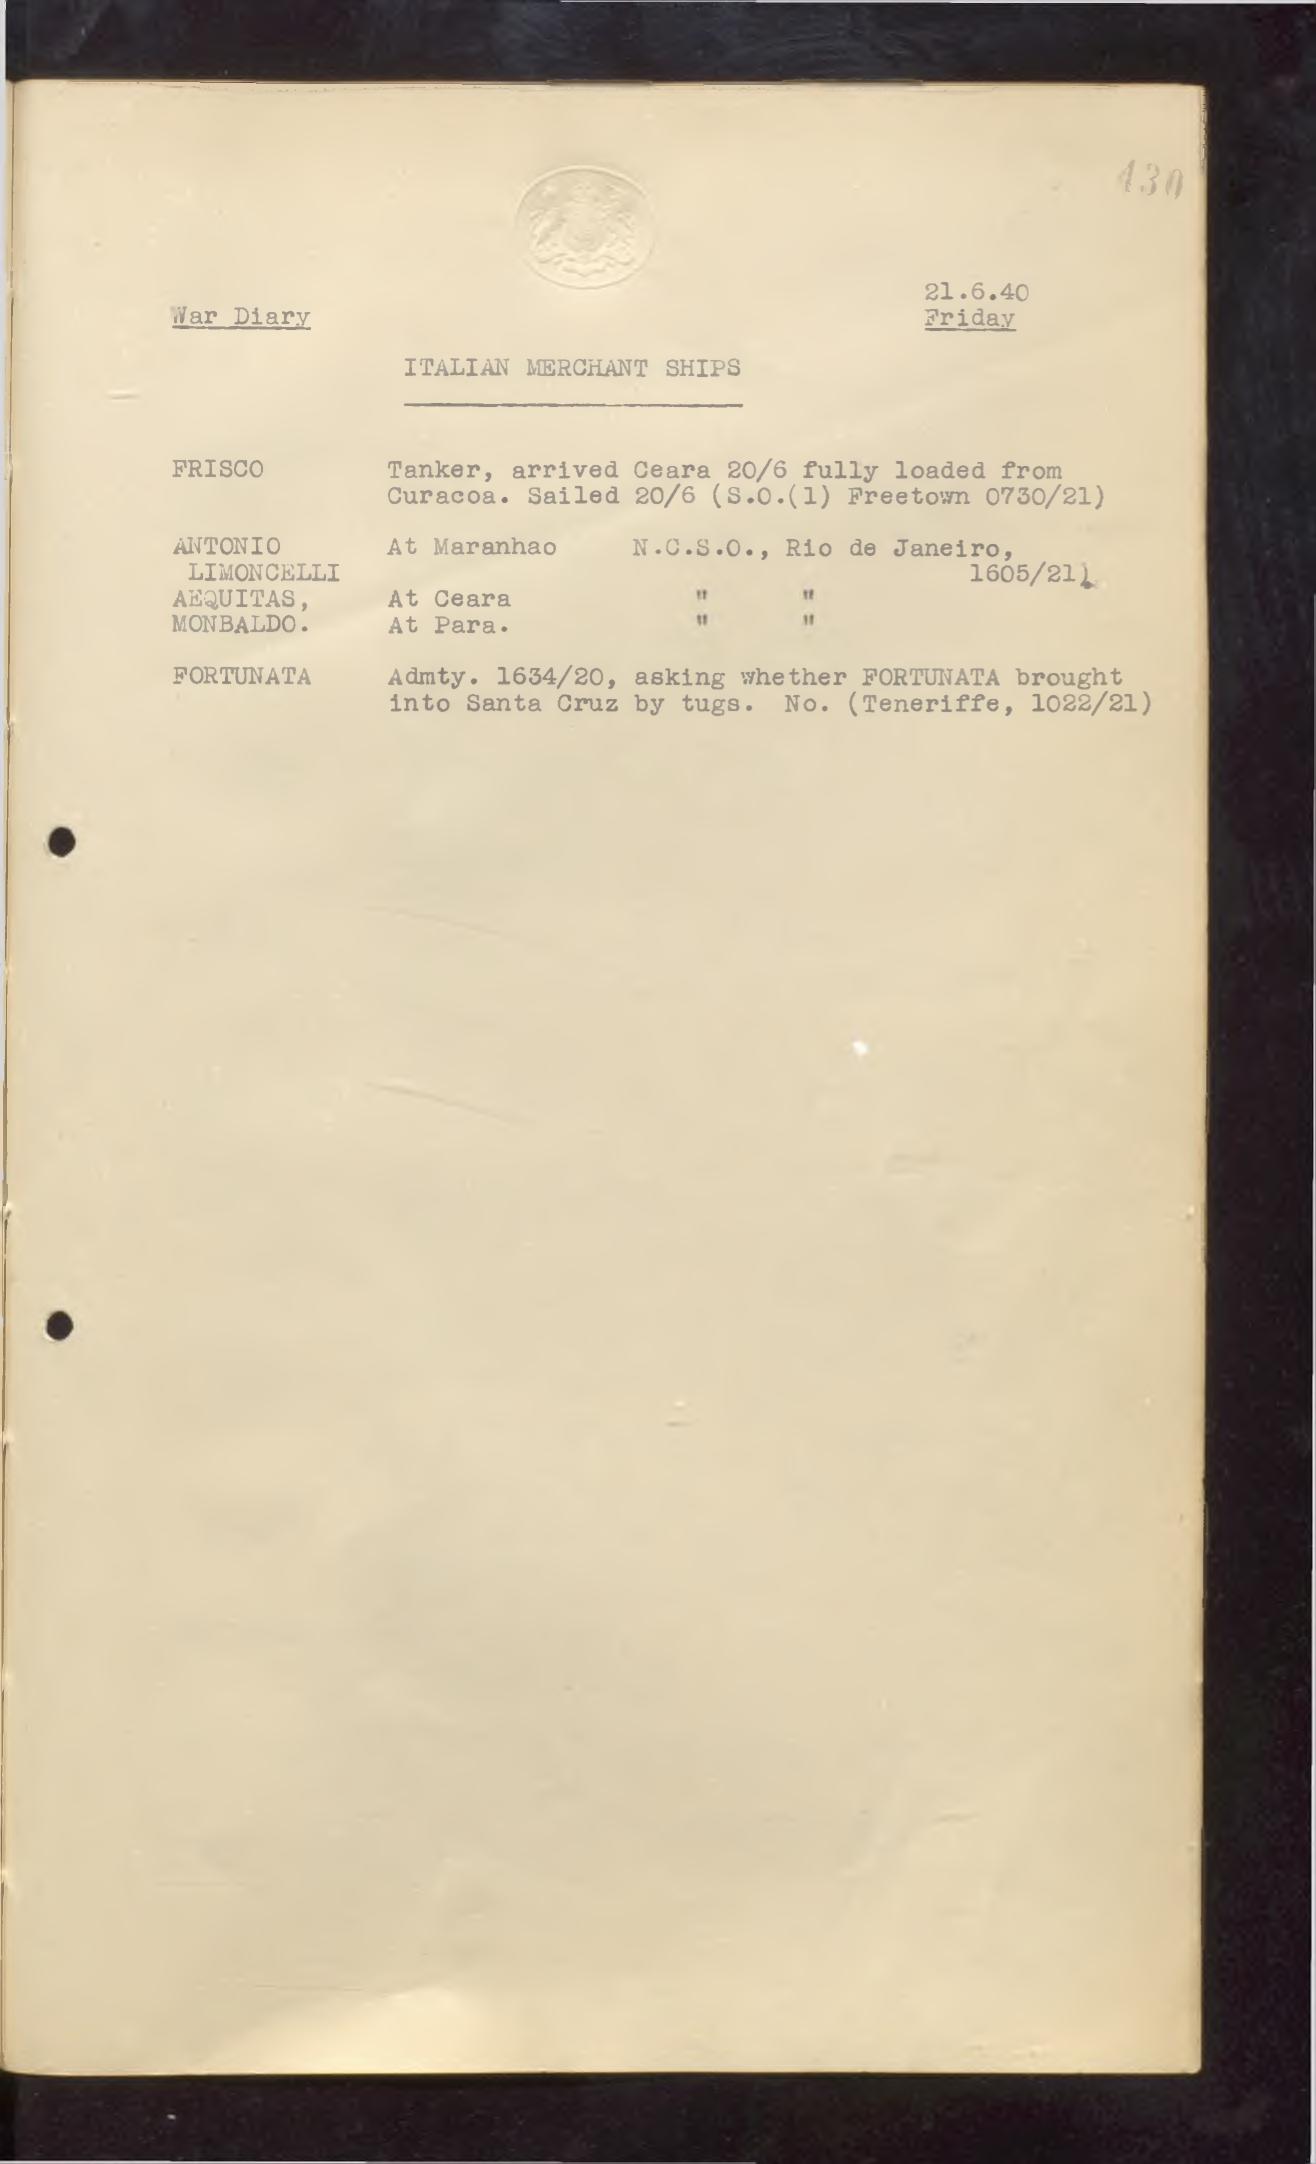 430
21.6.40
War Diary Friday
ITALIAN MERCHANT SHIPS
FRISCO Tanker, arrived Ceara 20/6 fully loaded from
Curacoa. Sailed 20/6 (S.O.(1) Freetown 0730/21)
ANTONIO At Maranhao N.C.S.O., Rio de Janeiro,
LIMONCELLI 1605/21)
AEQUITAS, At Ceara " "
MONBALDO. At Para. " "
FORTUNATA Admty. 1634/20, asking whether FORTUNATA brought
into Santa Cruz by tugs. No. (Teneriffe, 1022/21)